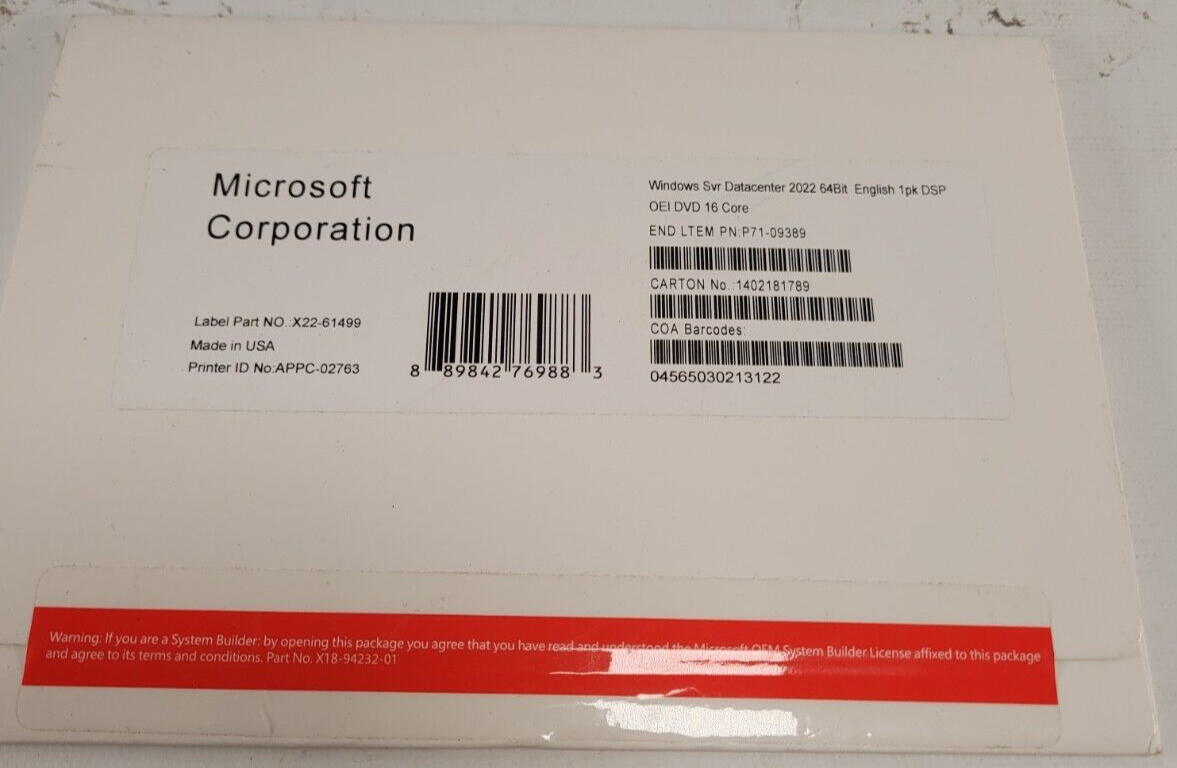 Microsoft
Corporation
Windows Svr Datacenter 2022 64Bit English 1pk DSP
OEI DVD 16 Core
END LTEM PN:P71-09389
CARTON No.:1402181789
COA Barcodes:
04565030213122
Label Part NO.:X22-61499
Made in USA
Printer ID No:APPC-02763
8 89842 76988 3
Warning: If you are a System Builder: by opening this package you agree that you have read and understood the Microsoft OEM System Builder License affixed to this package
and agree to its terms and conditions. Part No. X18-94232-01